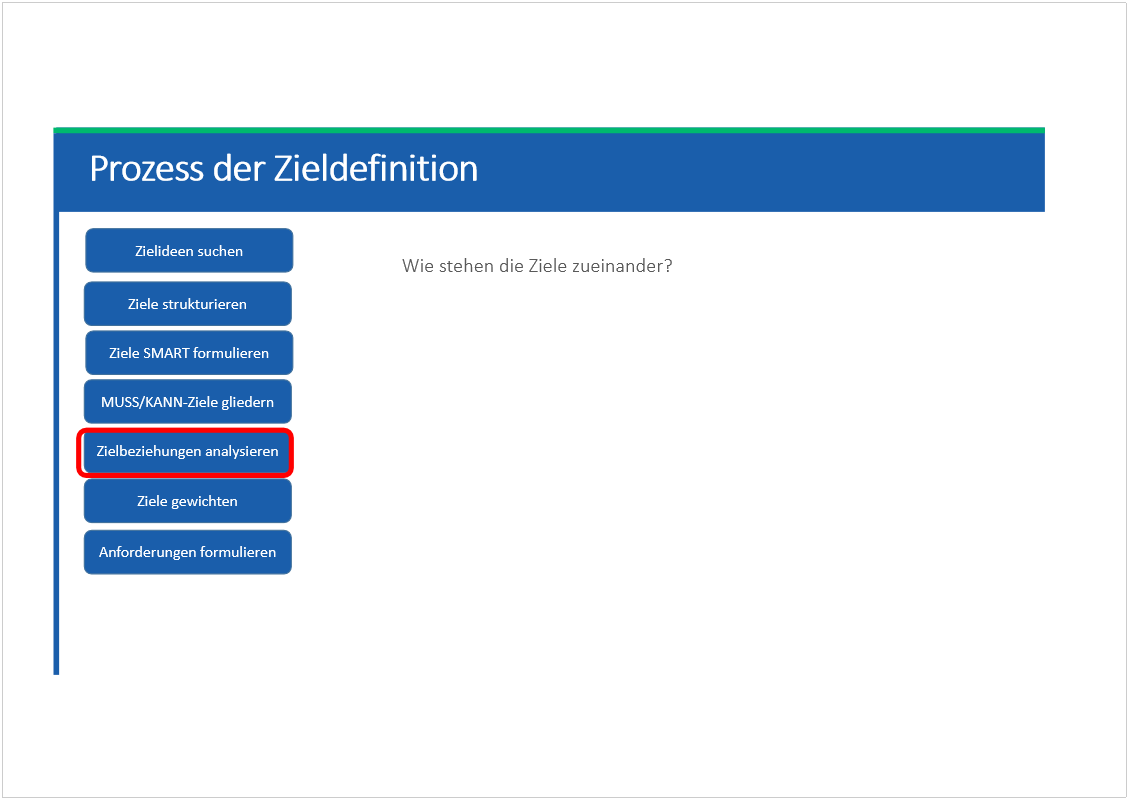 Prozess der Zieldefinition
Zielideen suchen
Ziele strukturieren
Ziele SMART formulieren
MUSS/KANN-Ziele gliedern
Zielbeziehungen analysieren
Ziele gewichten
Anforderungen formulieren
Wie stehen die Ziele zueinander?